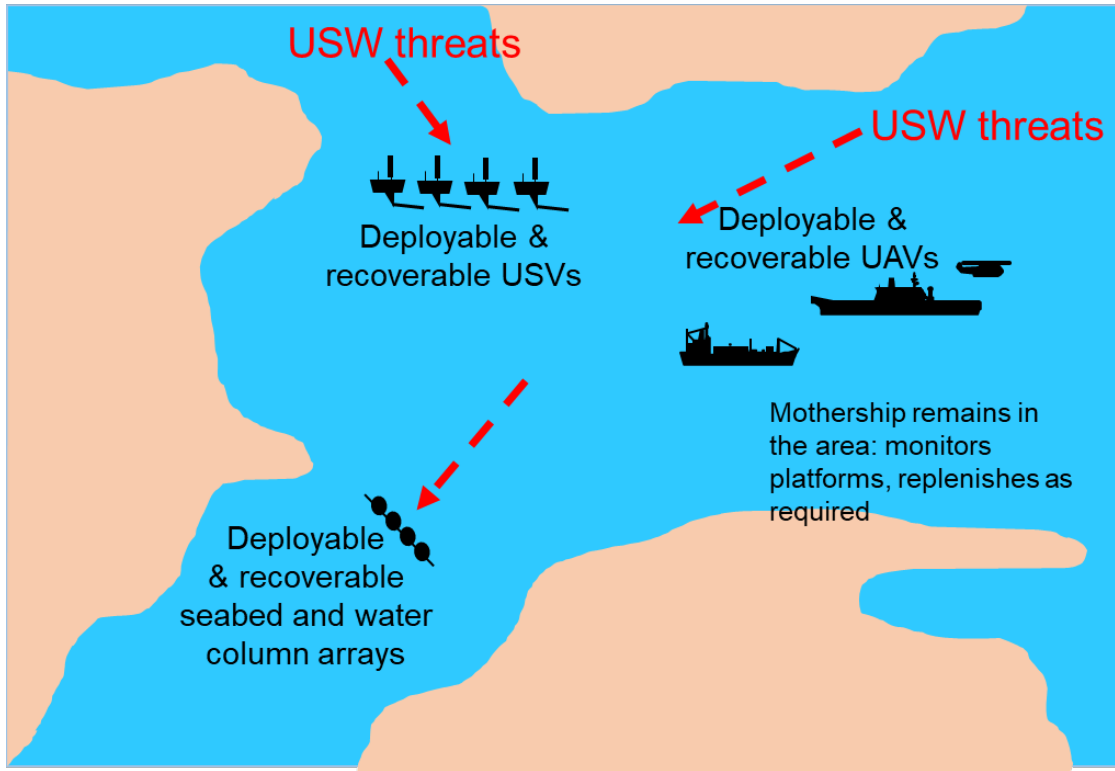 USW threats
USW threats
Deployable &
recoverable USVs
Deployable &
recoverable UAVs
Mothership remains in
the area: monitors
platforms, replenishes as
required
Deployable
& recoverable
seabed and water
column arrays